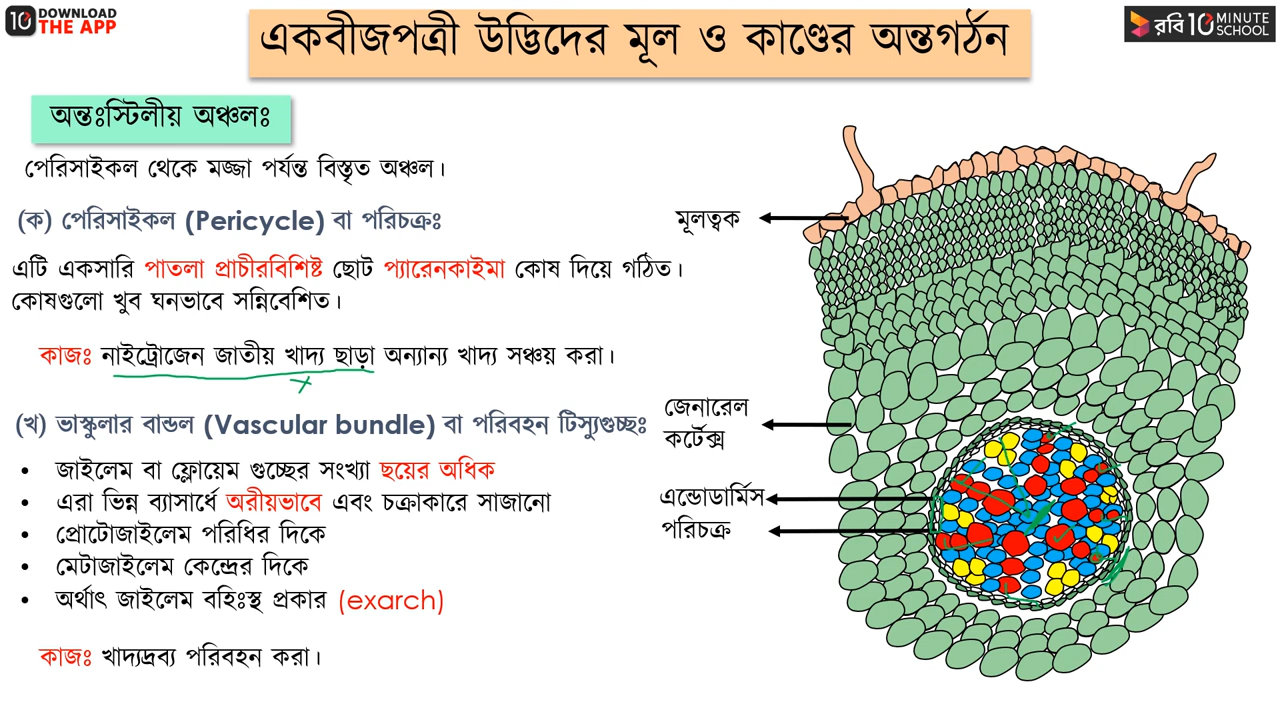 10 DOWNLOAD
THE APP
একবীজপত্রী উদ্ভিদের মূল ও কাণ্ডের অন্তগর্ঠন
রবি 10 MINUTE
SCHOOL
অন্তঃস্টিলীয় অঞ্চলঃ
পেরিসাইকল থেকে মজ্জা পর্যন্ত বিস্তৃত অঞ্চল।
(ক) পেরিসাইকল (Pericycle) বা পরিচক্রঃ
এটি একসারি পাতলা প্রাচীরবিশিষ্ট ছোট প্যারেনকাইমা কোষ দিয়ে গঠিত।
কোষগুলো খুব ঘনভাবে সন্নিবেশিত।
কাজঃ নাইট্রোজেন জাতীয় খাদ্য ছাড়া অন্যান্য খাদ্য সঞ্চয় করা।
(খ) ভাস্কুলার বান্ডল (Vascular bundle) বা পরিবহন টিস্যুগুচ্ছঃ
• জাইলেম বা ফ্লোয়েম গুচ্ছের সংখ্যা ছয়ের অধিক
• এরা ভিন্ন ব্যাসার্ধে অরীয়ভাবে এবং চক্রাকারে সাজানো
• প্রোটোজাইলেম পরিধির দিকে
• মেটাজাইলেম কেন্দ্রের দিকে
• অর্থাৎ জাইলেম বহিঃস্থ প্রকার (exarch)
কাজঃ খাদ্যদ্রব্য পরিবহন করা।
মূলত্বক
জেনারেল
কর্টেক্স
এন্ডোডার্মিস
পরিচক্র